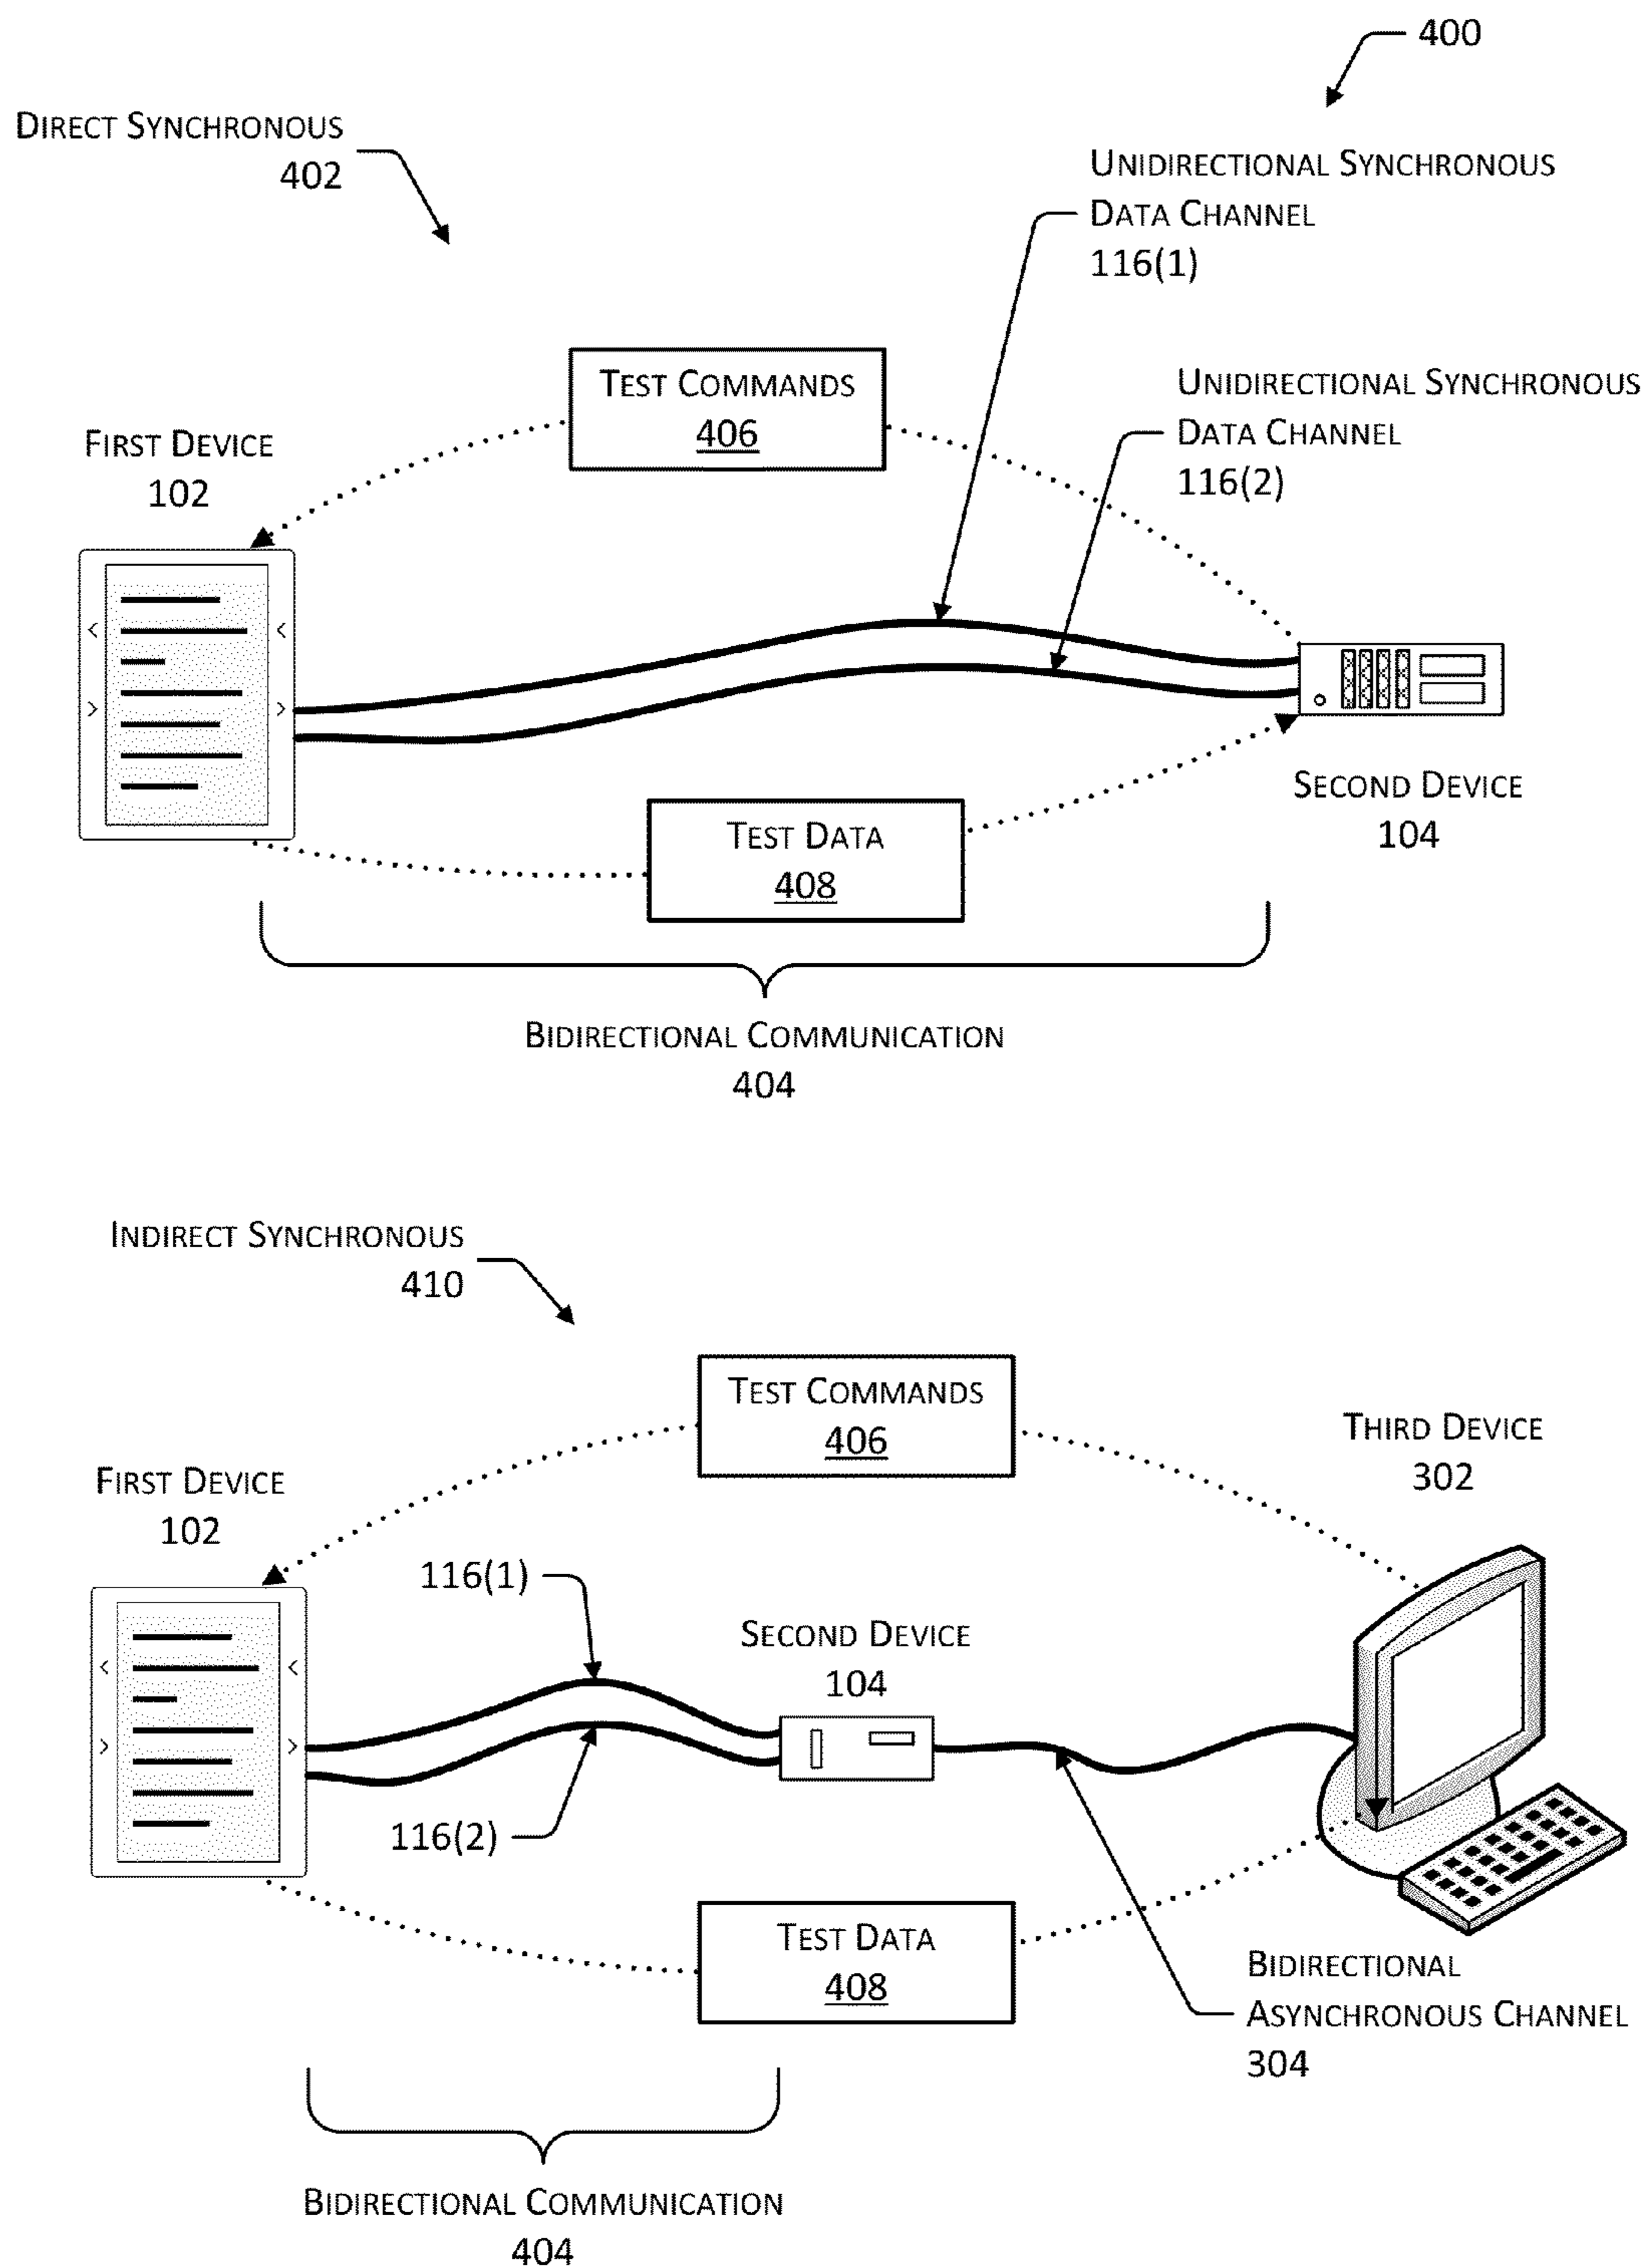 400
DIRECT SYNCHRONOUS
402
UNIDIRECTIONAL SYNCHRONOUS
DATA CHANNEL
116(1)
TEST COMMANDS
406
UNIDIRECTIONAL SYNCHRONOUS
DATA CHANNEL
116(2)
FIRST DEVICE
102
SECOND DEVICE
104
TEST DATA
408
BIDIRECTIONAL COMMUNICATION
404
INDIRECT SYNCHRONOUS
410
TEST COMMANDS
406
THIRD DEVICE
302
FIRST DEVICE
102
116(1)
SECOND DEVICE
104
116(2)
TEST DATA
408
BIDIRECTIONAL
ASYNCHRONOUS CHANNEL
304
BIDIRECTIONAL COMMUNICATION
404